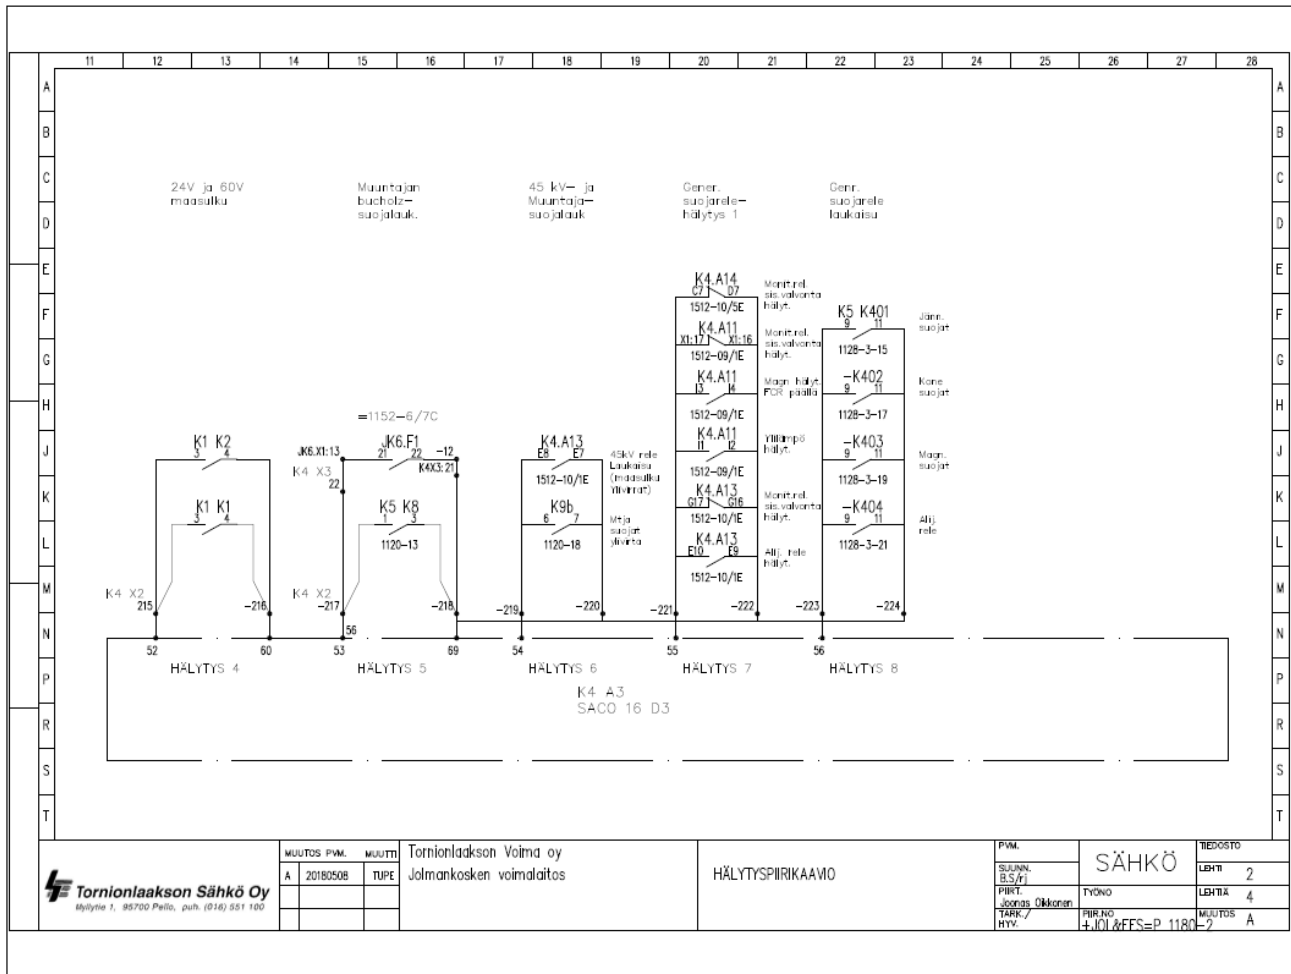 11 12 13 14 15 16 17 18 19 20 21 22 23 24 25 26 27 28
A A
B B
C C
D D
E E
F F
G G
H H
J J
K K
L L
M M
N N
P P
R R
S S
T T
24V ja 60V
maasulku
Muuntajan
bucholz-
suojalauk.
45 kV- ja
Muuntaja-
suojalauk
Gener.
suojarele-
hälytys 1
Genr.
suojarele
laukaisu
K1 K2
3 4
K1 K1
3 4
K4 X2
215
-216
=1152-6/7C
JK6.X1:13
JK6.F1
21 22
-12
K4X3:21
K4 X3
22
K5 K8
1 3
1120-13
K4 X2
-217
-218
56
K4.A13
E8 E7
1512-10/1E
45kV rele
Laukaisu
(maasulku
Ylivirrat)
K9b
6 7
1120-18
Mtja
suojat
ylivirta
-219
-220
K4.A14
C7 D7
1512-10/5E
Monit.rel.
sis.valvonta
hälyt.
K4.A11
X1:17 X1:16
1512-09/1E
Monit.rel.
sis.valvonta
hälyt.
K4.A11
I3 I4
1512-09/1E
Magn hälyt.
FCR päällä
K4.A11
I1 I2
1512-09/1E
Ylilämpö
hälyt.
K4.A13
G17 G16
1512-10/1E
Monit.rel.
sis.valvonta
hälyt.
K4.A13
E10 E9
1512-10/1E
Alij. rele
hälyt.
-221
-222
K5 K401
9 11
1128-3-15
Jänn.
suojat
-K402
9 11
1128-3-17
Kone
suojat
-K403
9 11
1128-3-19
Magn.
suojat
-K404
9 11
1128-3-21
Alij.
rele
-223
-224
52 60 53 69 54 55 56
HÄLYTYS 4
HÄLYTYS 5
HÄLYTYS 6
HÄLYTYS 7
HÄLYTYS 8
K4 A3
SACO 16 D3
Tornionlaakson Sähkö Oy
Myllytie 1, 95700 Pello, puh. (016) 551 100
MUUTOS PVM. MUUTTI
A 20180508 TUPE
Tornionlaakson Voima oy
Jolmankosken voimalaitos
HÄLYTYSPIIRIKAAVIO
PVM.
SUUNN.
B.S/rj
PIIRT.
Joonas Oikkonen
TARK./
HYV.
SÄHKÖ
TYÖNO
PIIR.NO
+JOL&EFS=P 1180-2
TIEDOSTO
LEHTI 2
LEHTIÄ 4
MUUTOS A